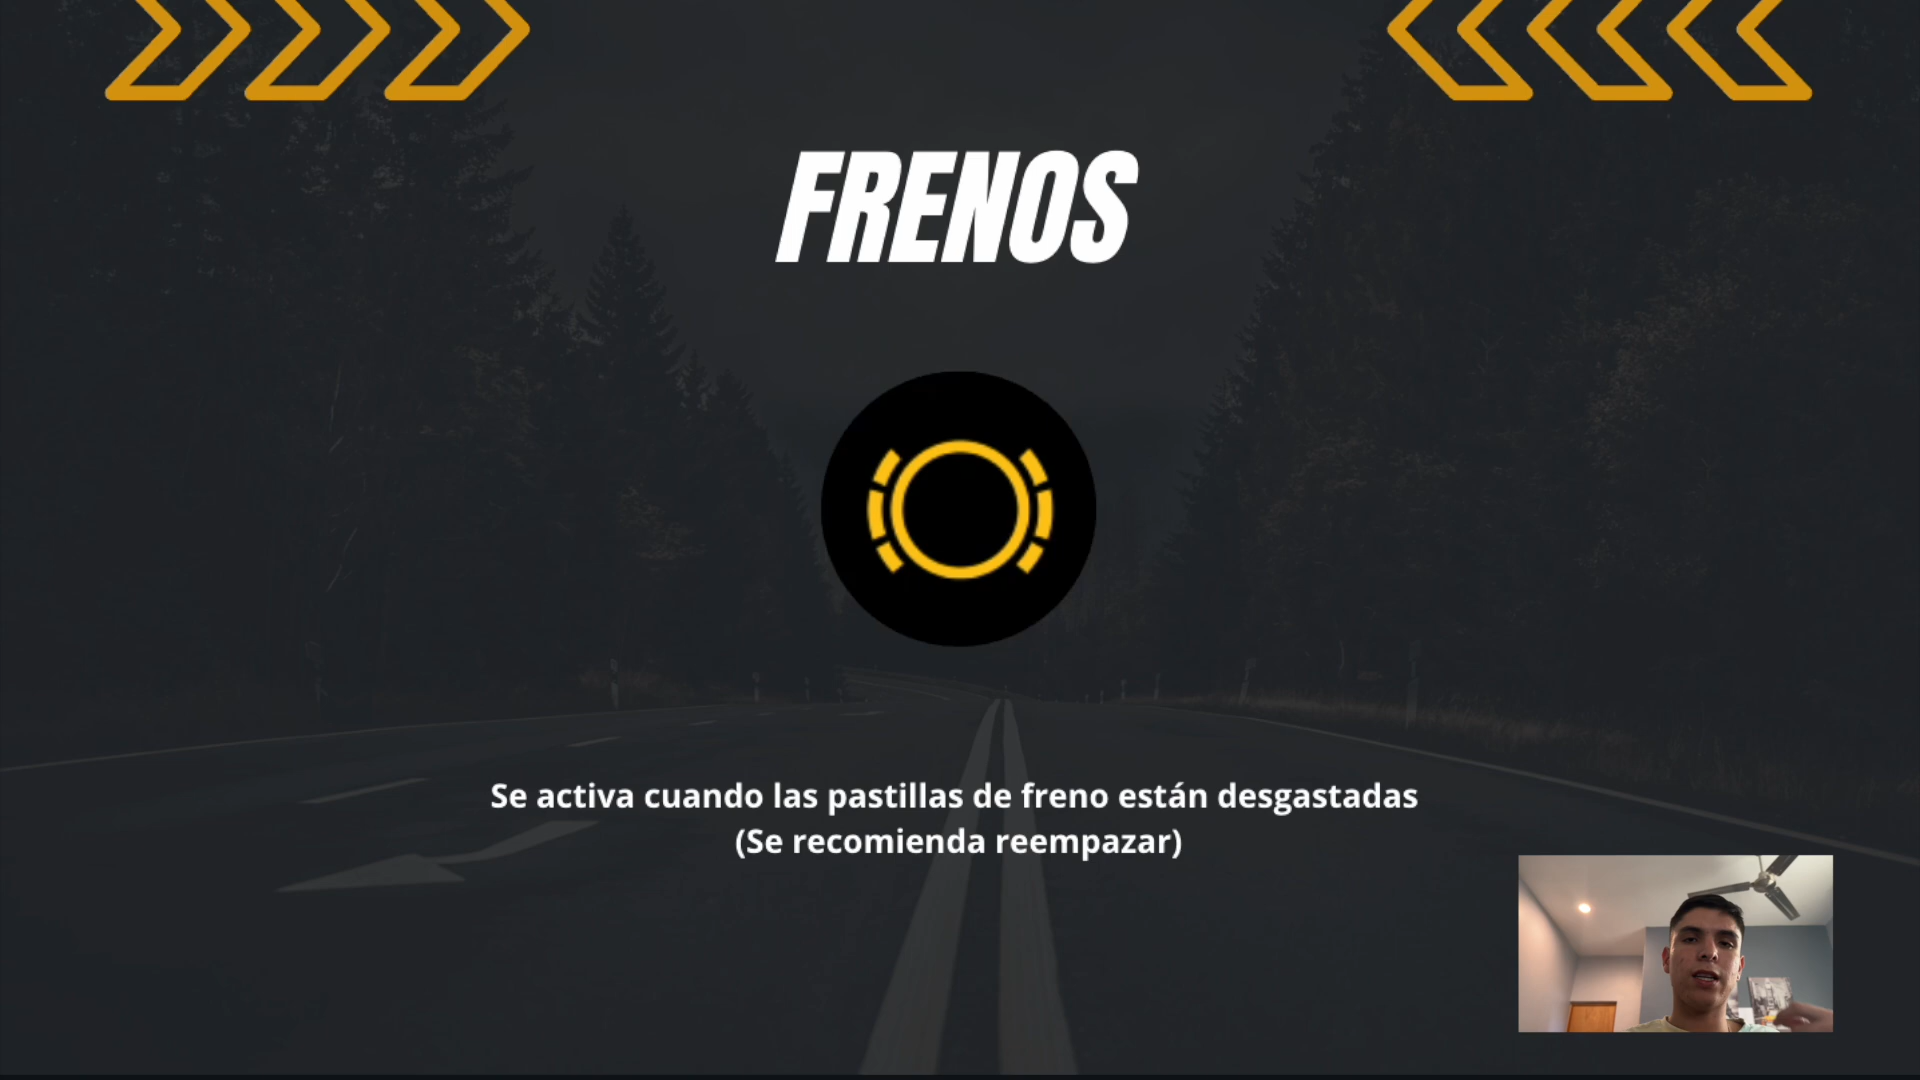 FRENOS
Se activa cuando las pastillas de freno están desgastadas
(Se recomienda reempazar)